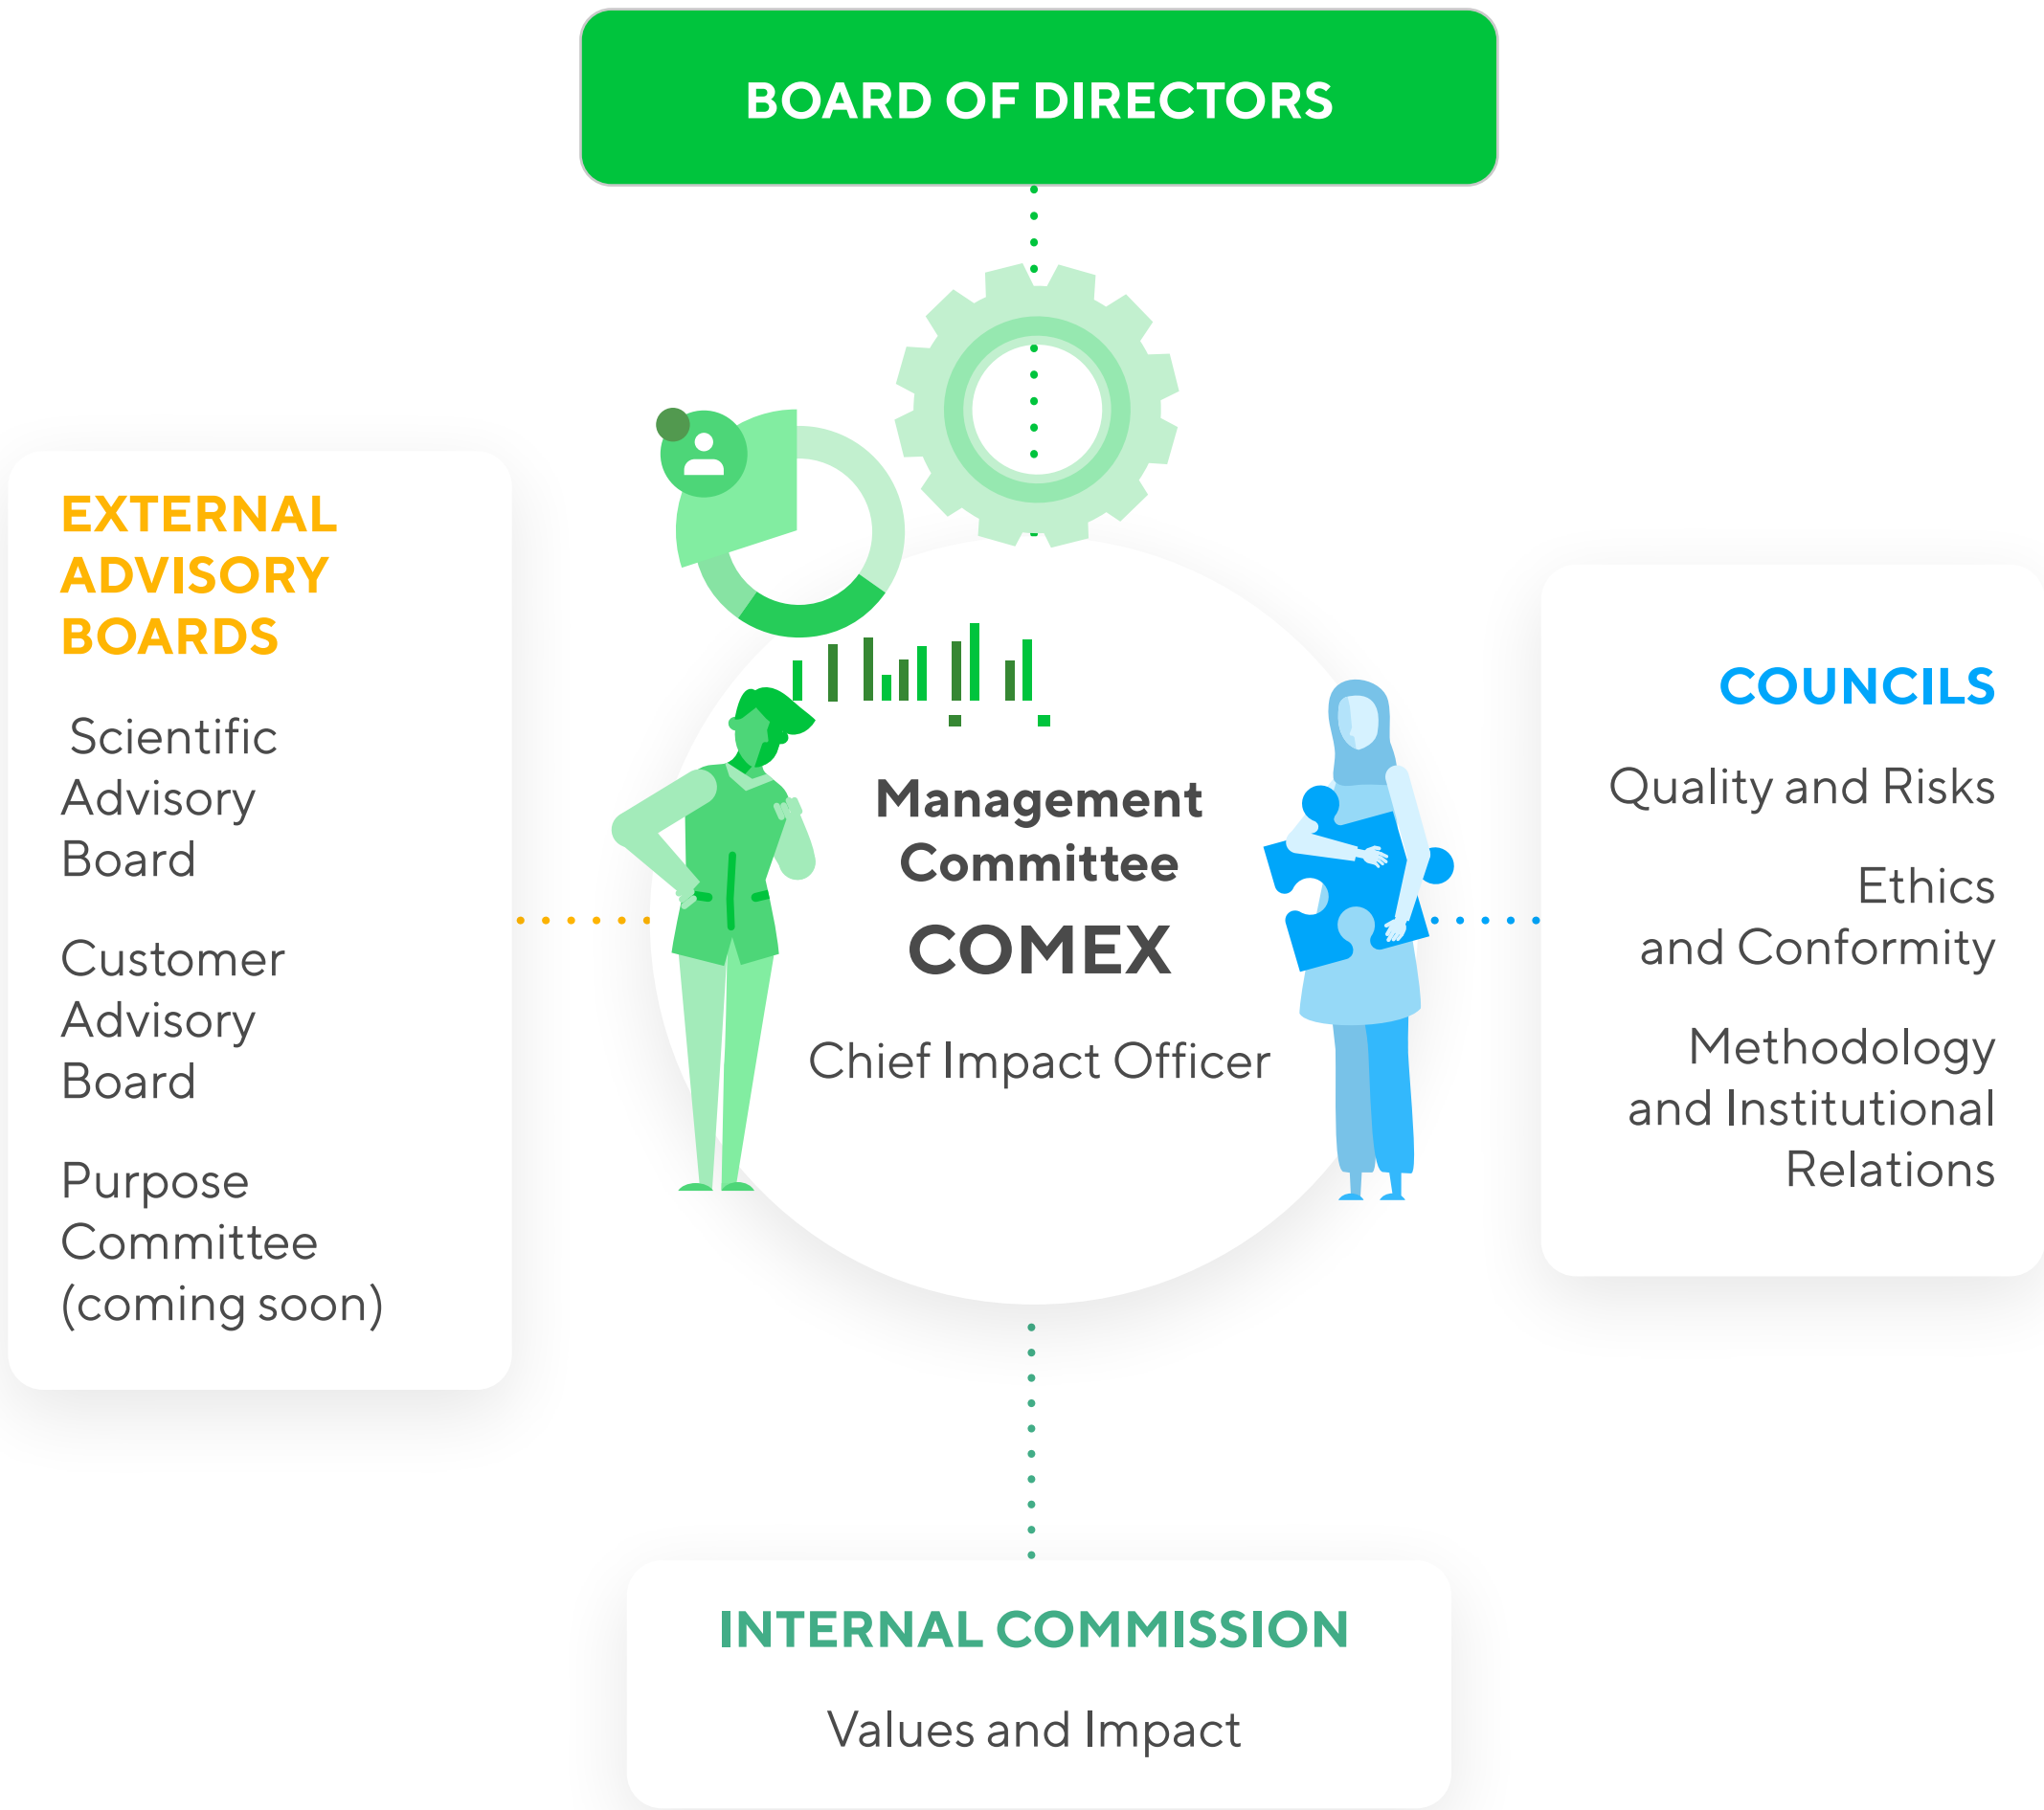 BOARD OF DIRECTORS
EXTERNAL
ADVISORY
BOARDS
Scientific
Advisory
Board
Customer
Advisory
Board
Purpose
Committee
(coming soon)
Management
Committee
COMEX
Chief Impact Officer
COUNCILS
Quality and Risks
Ethics
and Conformity
Methodology
and Institutional
Relations
INTERNAL COMMISSION
Values and Impact